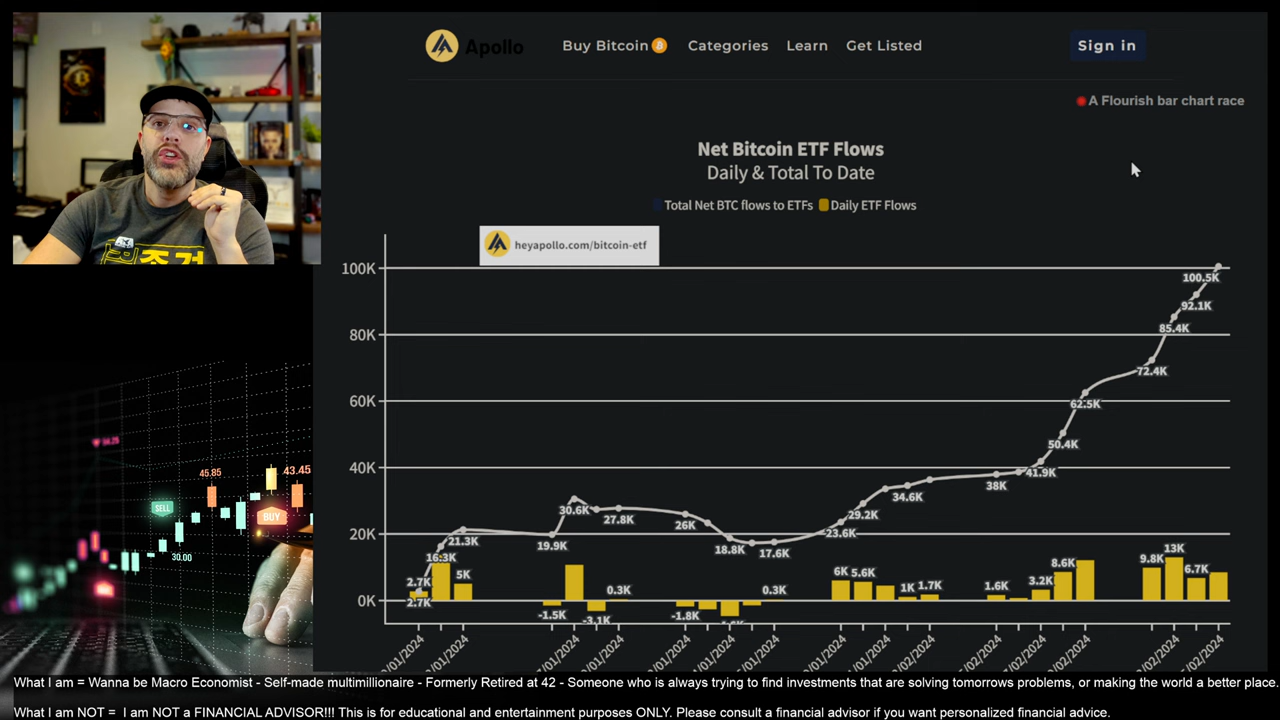 Apollo
Buy Bitcoin
Categories
Learn
Get Listed
Sign in
A Flourish bar chart race
Net Bitcoin ETF Flows
Daily & Total To Date
Total Net BTC flows to ETFs
Daily ETF Flows
heyapollo.com/bitcoin-etf
100K
80K
60K
40K
20K
0K
2.7K
16.3K
21.3K
19.9K
30.6K
27.8K
26K
18.8K
17.6K
23.6K
29.2K
34.6K
38K
41.9K
50.4K
62.5K
72.4K
85.4K
92.1K
100.5K
2.7K
5K
-1.5K
-3.1K
0.3K
-1.8K
0.3K
6K
5.6K
1K
1.7K
1.6K
3.2K
8.6K
9.8K
13K
6.7K
45.85
43.45
SELL
BUY
30.00
What I am = Wanna be Macro Economist - Self-made multimillionaire - Formerly Retired at 42 - Someone who is always trying to find investments that are solving tomorrows problems, or making the world a better place.
What I am NOT = I am NOT a FINANCIAL ADVISOR!!! This is for educational and entertainment purposes ONLY. Please consult a financial advisor if you want personalized financial advice.